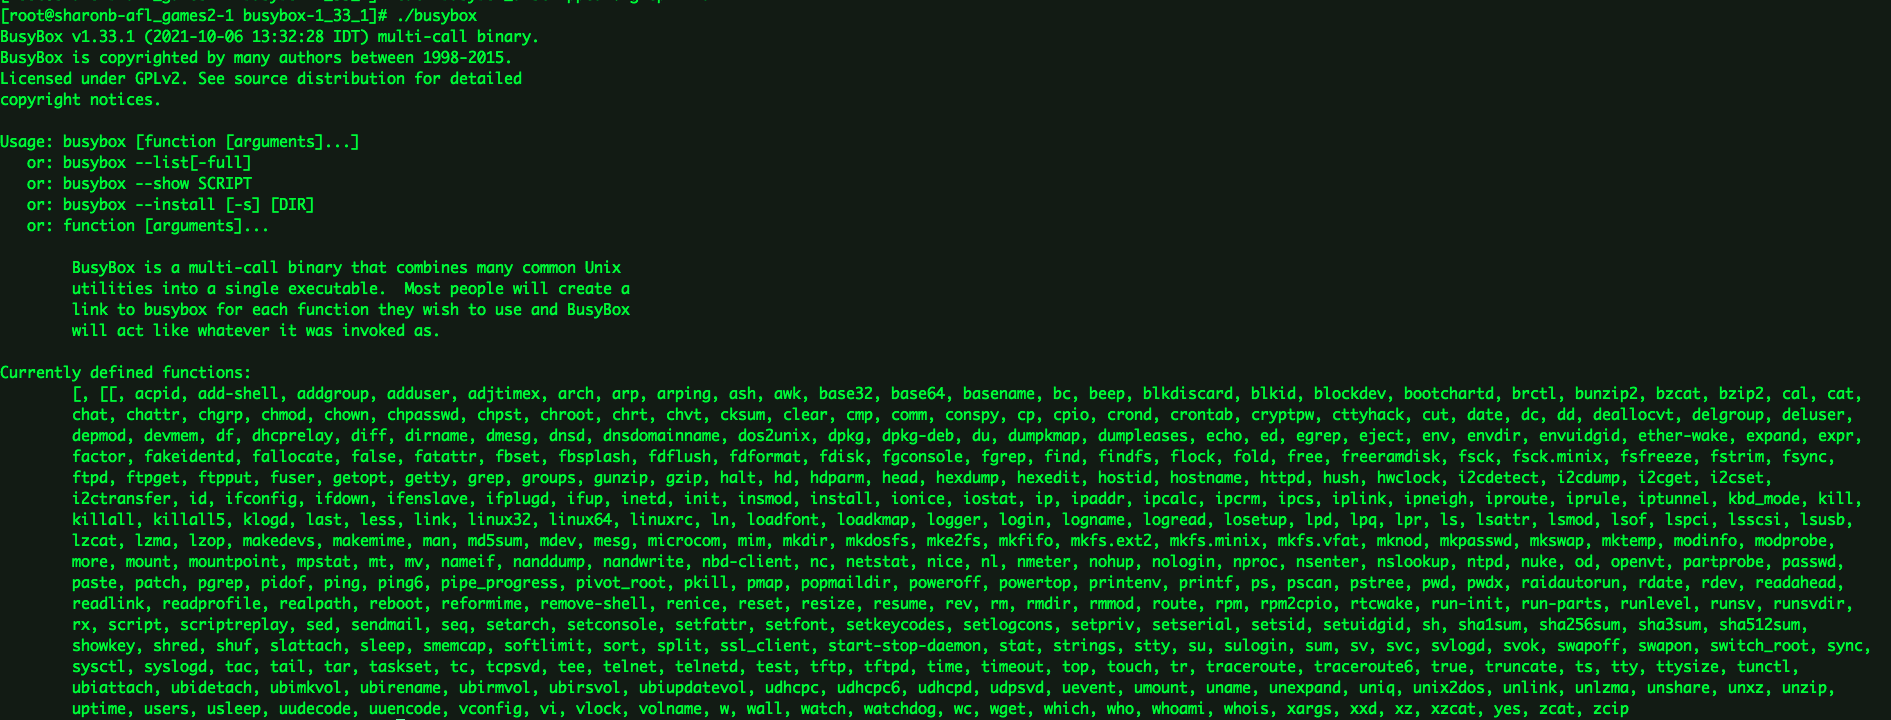 [root@sharonb-afl_games2-1 busybox-1_33_1]# ./busybox
BusyBox v1.33.1 (2021-10-06 13:32:28 IDT) multi-call binary.
BusyBox is copyrighted by many authors between 1998-2015.
Licensed under GPLv2. See source distribution for detailed
copyright notices.
Usage: busybox [function [arguments]...]
   or: busybox --list[-full]
   or: busybox --show SCRIPT
   or: busybox --install [-s] [DIR]
   or: function [arguments]...
BusyBox is a multi-call binary that combines many common Unix
utilities into a single executable.  Most people will create a
link to busybox for each function they wish to use and BusyBox
will act like whatever it was invoked as.
Currently defined functions:
[, [[, acpid, add-shell, addgroup, adduser, adjtimex, arch, arp, arping, ash, awk, base32, base64, basename, bc, beep, blkdiscard, blkid, blockdev, bootchartd, brctl, bunzip2, bzcat, bzip2, cal, cat,
chat, chattr, chgrp, chmod, chown, chpasswd, chpst, chroot, chrt, chvt, cksum, clear, cmp, comm, conspy, cp, cpio, crond, crontab, cryptpw, cttyhack, cut, date, dc, dd, deallocvt, delgroup, deluser,
depmod, devmem, df, dhcprelay, diff, dirname, dmesg, dnsd, dnsdomainname, dos2unix, dpkg, dpkg-deb, du, dumpkmap, dumpleases, echo, ed, egrep, eject, env, envdir, envuidgid, ether-wake, expand, expr,
factor, fakeidentd, fallocate, false, fatattr, fbset, fbsplash, fdflush, fdformat, fdisk, fgconsole, fgrep, find, findfs, flock, fold, free, freeramdisk, fsck, fsck.minix, fsfreeze, fstrim, fsync,
ftpd, ftpget, ftpput, fuser, getopt, getty, grep, groups, gunzip, gzip, halt, hd, hdparm, head, hexdump, hexedit, hostid, hostname, httpd, hush, hwclock, i2cdetect, i2cdump, i2cget, i2cset,
i2ctransfer, id, ifconfig, ifdown, ifenslave, ifplugd, ifup, inetd, init, insmod, install, ionice, iostat, ip, ipaddr, ipcalc, ipcrm, ipcs, iplink, ipneigh, iproute, iprule, iptunnel, kbd_mode, kill,
killall, killall5, klogd, last, less, link, linux32, linux64, linuxrc, ln, loadfont, loadkmap, logger, login, logname, logread, losetup, lpd, lpq, lpr, ls, lsattr, lsmod, lsof, lspci, lsscsi, lsusb,
lzcat, lzma, lzop, makedevs, makemime, man, md5sum, mdev, mesg, microcom, mim, mkdir, mkdosfs, mke2fs, mkfifo, mkfs.ext2, mkfs.minix, mkfs.vfat, mknod, mkpasswd, mkswap, mktemp, modinfo, modprobe,
more, mount, mountpoint, mpstat, mt, mv, nameif, nanddump, nandwrite, nbd-client, nc, netstat, nice, nl, nmeter, nohup, nologin, nproc, nsenter, nslookup, ntpd, nuke, od, openvt, partprobe, passwd,
paste, patch, pgrep, pidof, ping, ping6, pipe_progress, pivot_root, pkill, pmap, popmaildir, poweroff, powertop, printenv, printf, ps, pscan, pstree, pwd, pwdx, raidautorun, rdate, rdev, readahead,
readlink, readprofile, realpath, reboot, reformime, remove-shell, renice, reset, resize, resume, rev, rm, rmdir, rmmod, route, rpm, rpm2cpio, rtcwake, run-init, run-parts, runlevel, runsv, runsvdir,
rx, script, scriptreplay, sed, sendmail, seq, setarch, setconsole, setfattr, setfont, setkeycodes, setlogcons, setpriv, setserial, setsid, setuidgid, sh, sha1sum, sha256sum, sha3sum, sha512sum,
showkey, shred, shuf, slattach, sleep, smemcap, softlimit, sort, split, ssl_client, start-stop-daemon, stat, strings, stty, su, sulogin, sum, sv, svc, svlogd, svok, swapoff, swapon, switch_root, sync,
sysctl, syslogd, tac, tail, tar, taskset, tc, tcpsvd, tee, telnet, telnetd, test, tftp, tftpd, time, timeout, top, touch, tr, traceroute, traceroute6, true, truncate, ts, tty, ttysize, tunctl,
ubiattach, ubidetach, ubimkvol, ubirename, ubirmvol, ubirsvol, ubiupdatevol, udhcpc, udhcpc6, udhcpd, udpsvd, uevent, umount, uname, unexpand, uniq, unix2dos, unlink, unlzma, unshare, unxz, unzip,
uptime, users, usleep, uudecode, uuencode, vconfig, vi, vlock, volname, w, wall, watch, watchdog, wc, wget, which, who, whoami, whois, xargs, xxd, xz, xzcat, yes, zcat, zcip